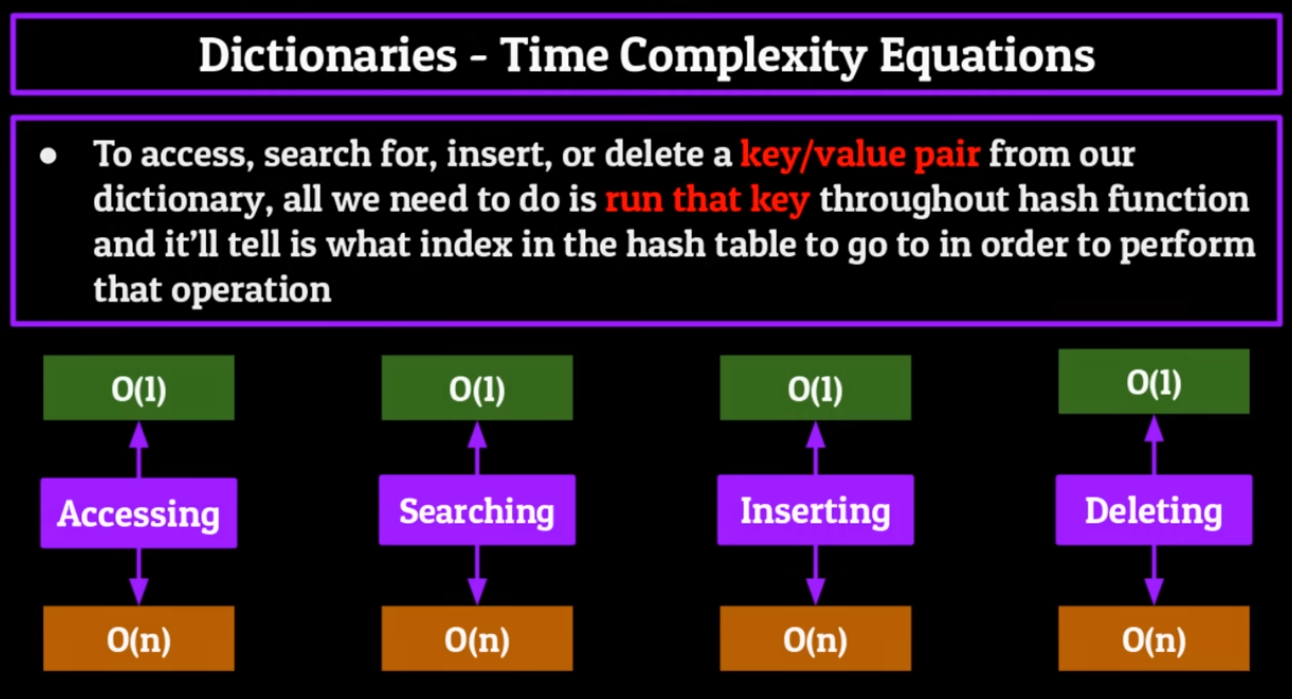 Dictionaries - Time Complexity Equations
● To access, search for, insert, or delete a key/value pair from our
dictionary, all we need to do is run that key throughout hash function
and it’ll tell is what index in the hash table to go to in order to perform
that operation
O(1) O(1) O(1) O(1)
Accessing Searching Inserting Deleting
O(n) O(n) O(n) O(n)